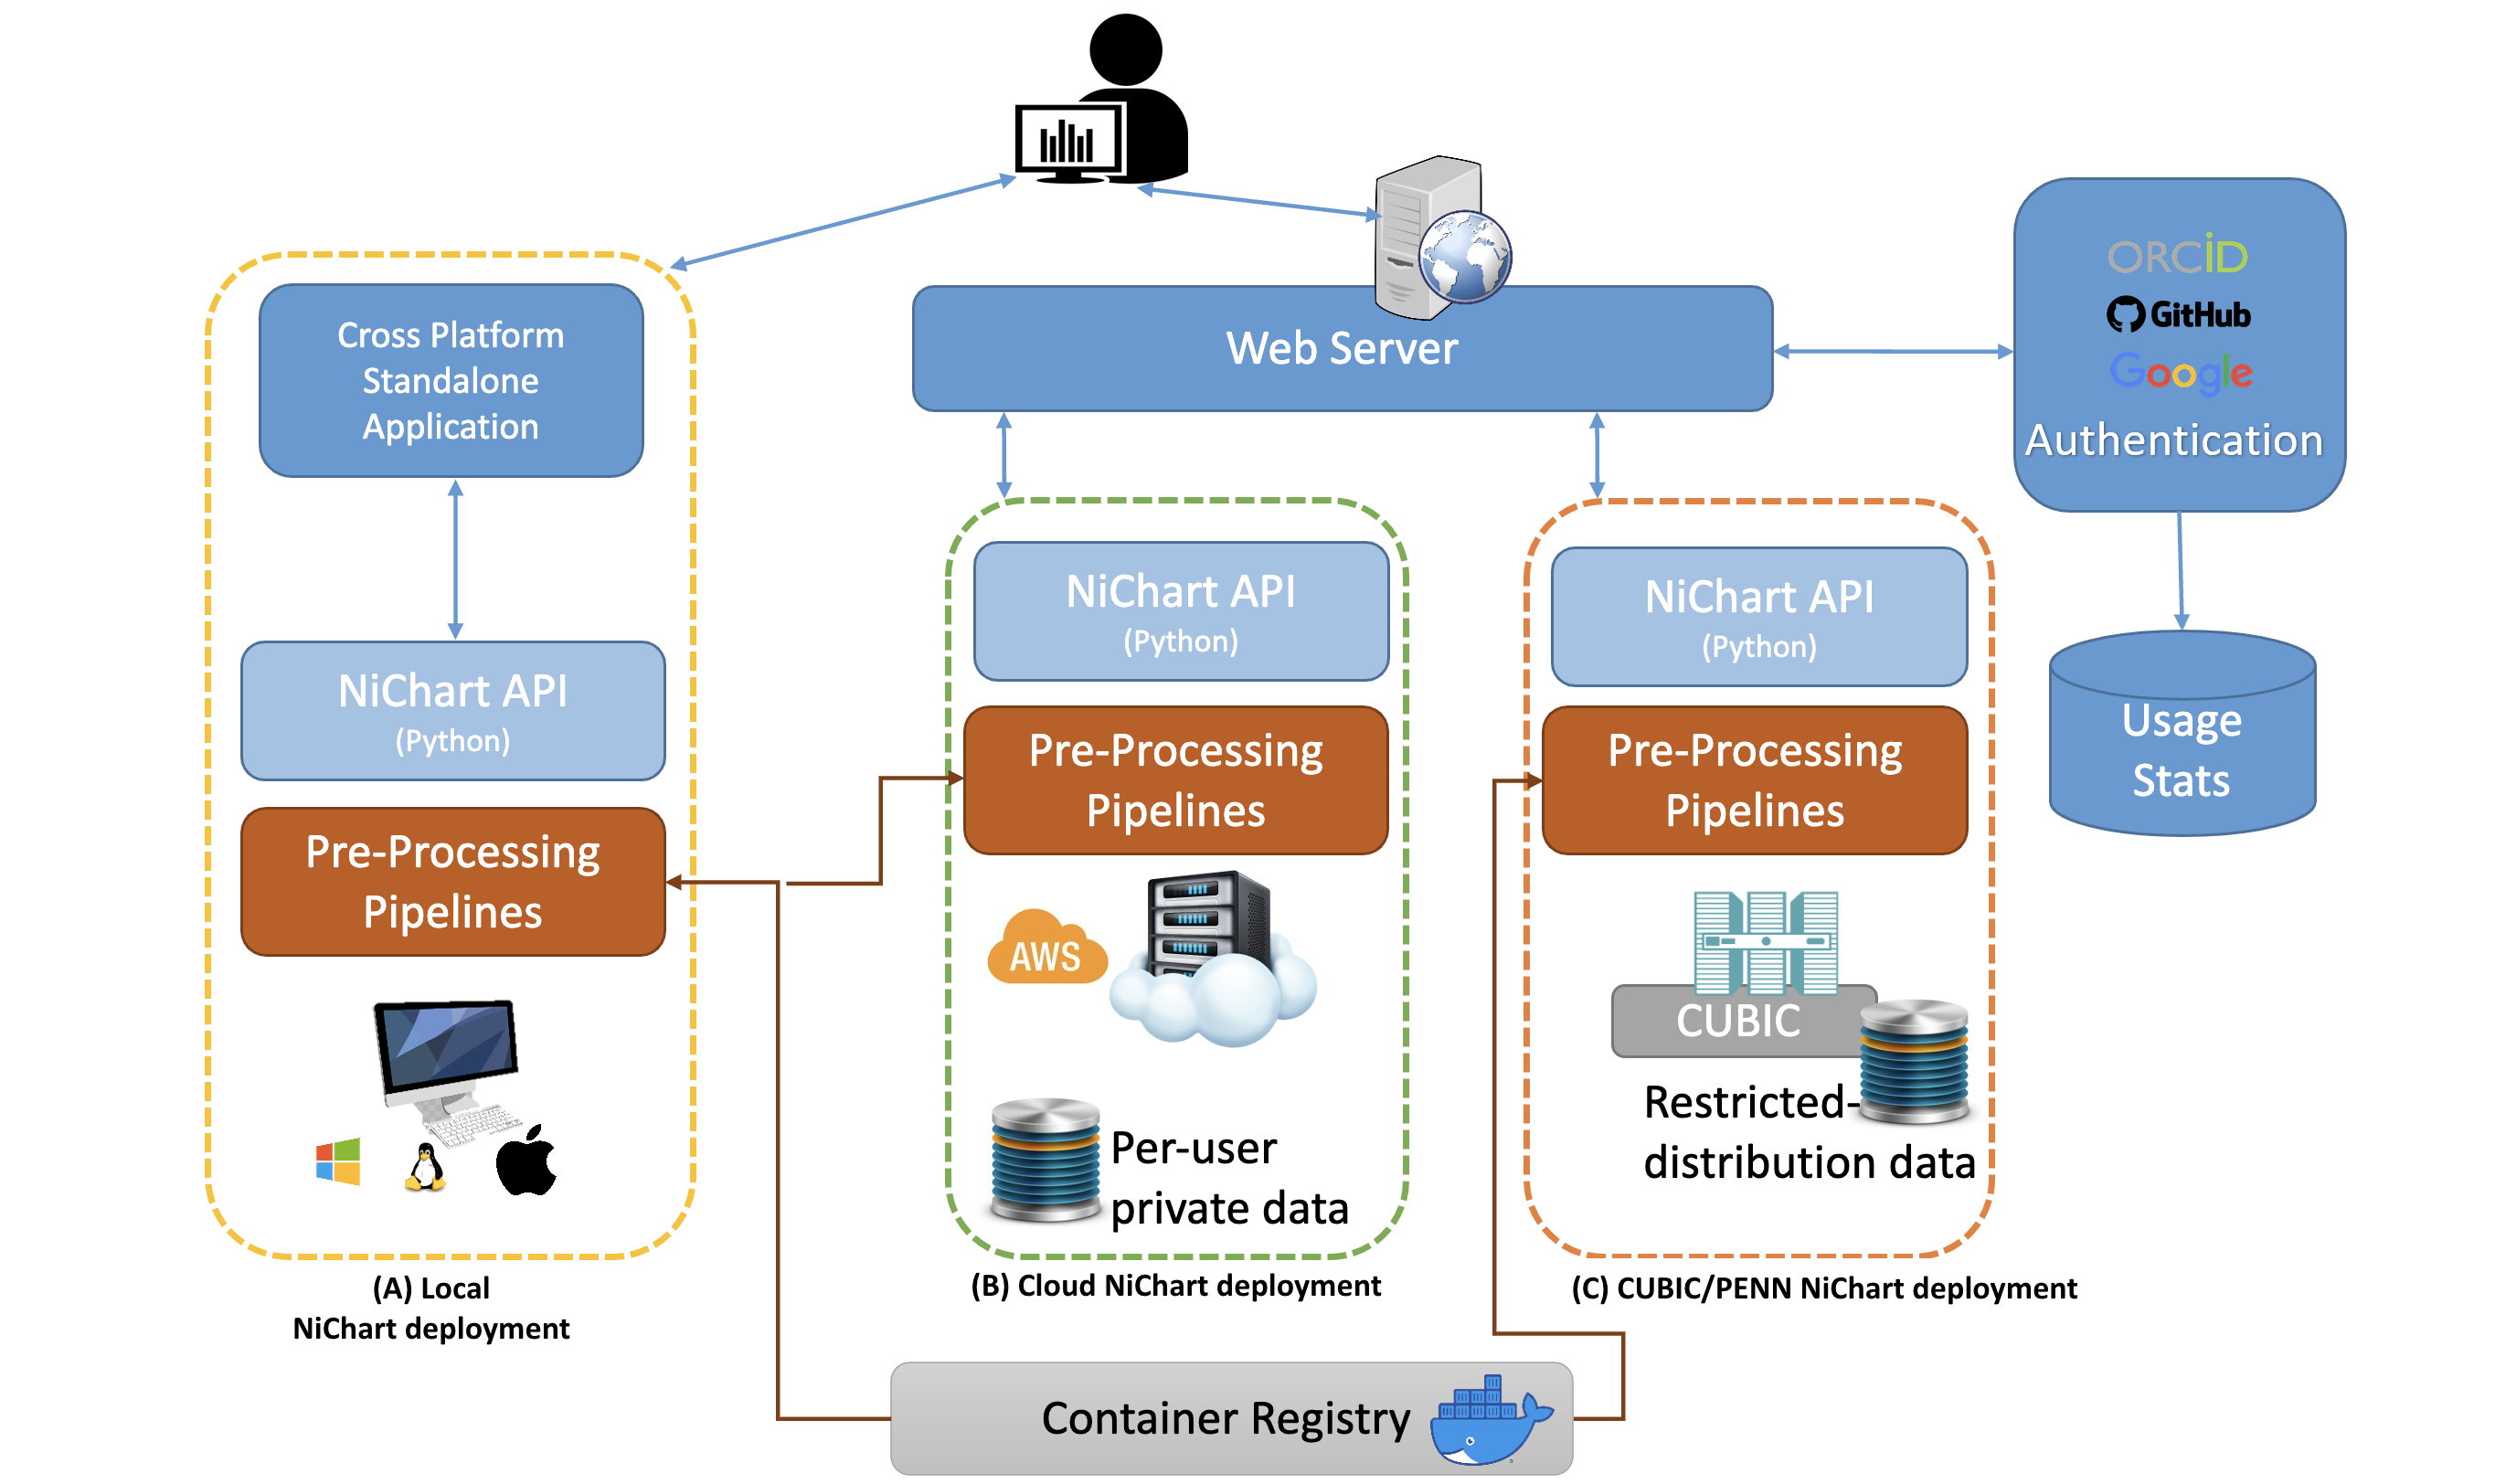 Cross Platform
Standalone
Application
NiChart API
(Python)
Pre-Processing
Pipelines
(A) Local
NiChart deployment
Web Server
NiChart API
(Python)
Pre-Processing
Pipelines
AWS
Per-user
private data
(B) Cloud NiChart deployment
NiChart API
(Python)
Pre-Processing
Pipelines
CUBIC
Restricted-
distribution data
(C) CUBIC/PENN NiChart deployment
ORCiD
GitHub
Google
Authentication
Usage
Stats
Container Registry